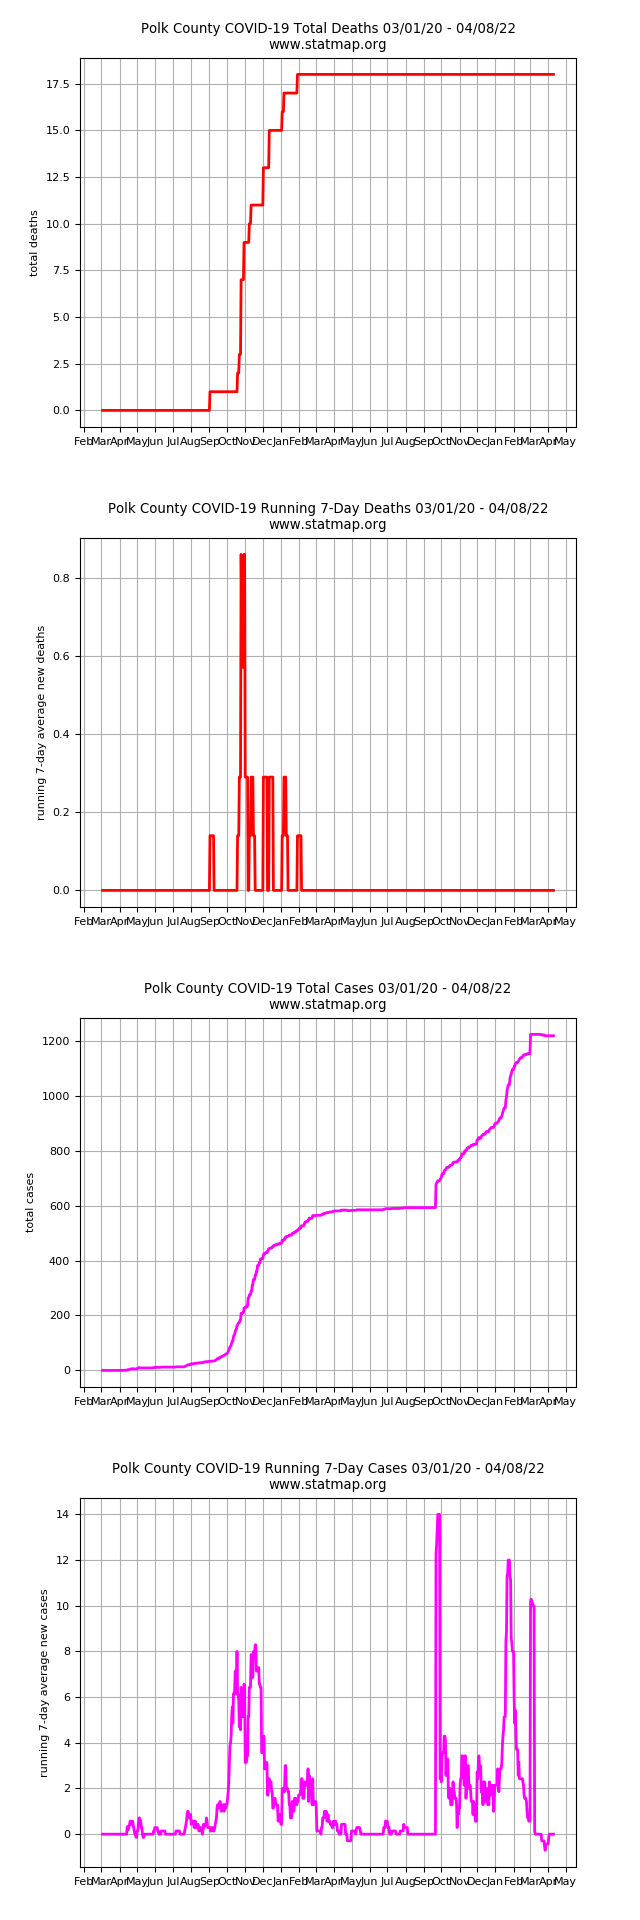 Polk County COVID-19 Total Deaths 03/01/20 - 04/08/22
www.statmap.org
17.5
15.0
12.5
10.0
7.5
5.0
2.5
0.0
total deaths
Feb Mar Apr May Jun Jul Aug Sep Oct Nov Dec Jan Feb Mar Apr May Jun Jul Aug Sep Oct Nov Dec Jan Feb Mar Apr May
Polk County COVID-19 Running 7-Day Deaths 03/01/20 - 04/08/22
www.statmap.org
0.8
0.6
0.4
0.2
0.0
running 7-day average new deaths
Feb Mar Apr May Jun Jul Aug Sep Oct Nov Dec Jan Feb Mar Apr May Jun Jul Aug Sep Oct Nov Dec Jan Feb Mar Apr May
Polk County COVID-19 Total Cases 03/01/20 - 04/08/22
www.statmap.org
1200
1000
800
600
400
200
0
total cases
Feb Mar Apr May Jun Jul Aug Sep Oct Nov Dec Jan Feb Mar Apr May Jun Jul Aug Sep Oct Nov Dec Jan Feb Mar Apr May
Polk County COVID-19 Running 7-Day Cases 03/01/20 - 04/08/22
www.statmap.org
14
12
10
8
6
4
2
0
running 7-day average new cases
Feb Mar Apr May Jun Jul Aug Sep Oct Nov Dec Jan Feb Mar Apr May Jun Jul Aug Sep Oct Nov Dec Jan Feb Mar Apr May